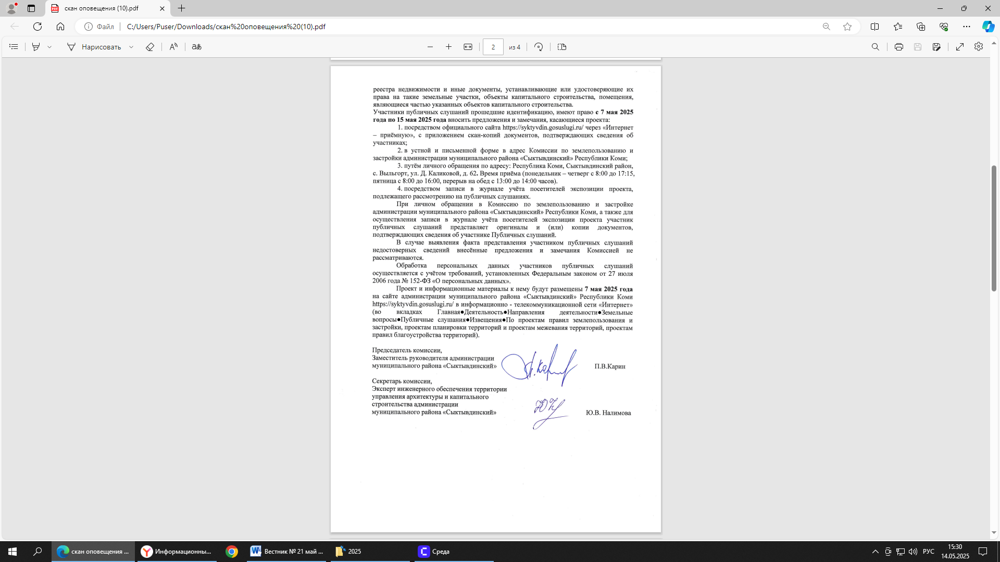 скан оповещения (10).pdf
Файл
C:/Users/Puser/Downloads/скан%20оповещения%20(10).pdf
Нарисовать
2
из 4
реестра недвижимости и иные документы, устанавливающие или удостоверяющие их
права на такие земельные участки, объекты капитального строительства, помещения,
являющиеся частью указанных объектов капитального строительства.
Участники публичных слушаний прошедшие идентификацию, имеют право с 7 мая 2025
года по 15 мая 2025 года вносить предложения и замечания, касающиеся проекта:
1. посредством официального сайта https://syktyvdin.gosuslugi.ru/ через «Интернет
– приёмную», с приложением скан-копий документов, подтверждающих сведения об
участниках;
2. в устной и письменной форме в адрес Комиссии по землепользованию и
застройки администрации муниципального района «Сыктывдинский» Республики Коми;
3. путём личного обращения по адресу: Республика Коми, Сыктывдинский район,
с. Выльгорт, ул. Д. Каликовой, д. 62. Время приёма (понедельник – четверг с 8:00 до 17:15,
пятница с 8:00 до 16:00, перерыв на обед с 13:00 до 14:00 часов).
4. посредством записи в журнале учёта посетителей экспозиции проекта,
подлежащего рассмотрению на публичных слушаниях.
При личном обращении в Комиссию по землепользованию и застройке
администрации муниципального района «Сыктывдинский» Республики Коми, а также для
осуществления записи в журнале учёта посетителей экспозиции проекта участник
публичных слушаний представляет оригиналы и (или) копии документов,
подтверждающих сведения об участнике Публичных слушаний.
В случае выявления факта представления участником публичных слушаний
недостоверных сведений внесённые предложения и замечания Комиссией не
рассматриваются.
Обработка персональных данных участников публичных слушаний
осуществляется с учётом требований, установленных Федеральным законом от 27 июля
2006 года № 152-ФЗ «О персональных данных».
Проект и информационные материалы к нему будут размещены 7 мая 2025 года
на сайте администрации муниципального района «Сыктывдинский» Республики Коми
https://syktyvdin.gosuslugi.ru/ в информационно - телекоммуникационной сети «Интернет»
(во вкладках Главная●Деятельность●Направления деятельности●Земельные
вопросы●Публичные слушания●Извещения●По проектам правил землепользования и
застройки, проектам планировки территорий и проектам межевания территорий, проектам
правил благоустройства территорий).
Председатель комиссии,
Заместитель руководителя администрации
муниципального района «Сыктывдинский»
П.В.Карин
Секретарь комиссии,
Эксперт инженерного обеспечения территории
управления архитектуры и капитального
строительства администрации
муниципального района «Сыктывдинский»
Ю.В. Налимова
скан оповещения ...
Информационны...
Вестник № 21 май ...
2025
Среда
РУС
15:30
14.05.2025